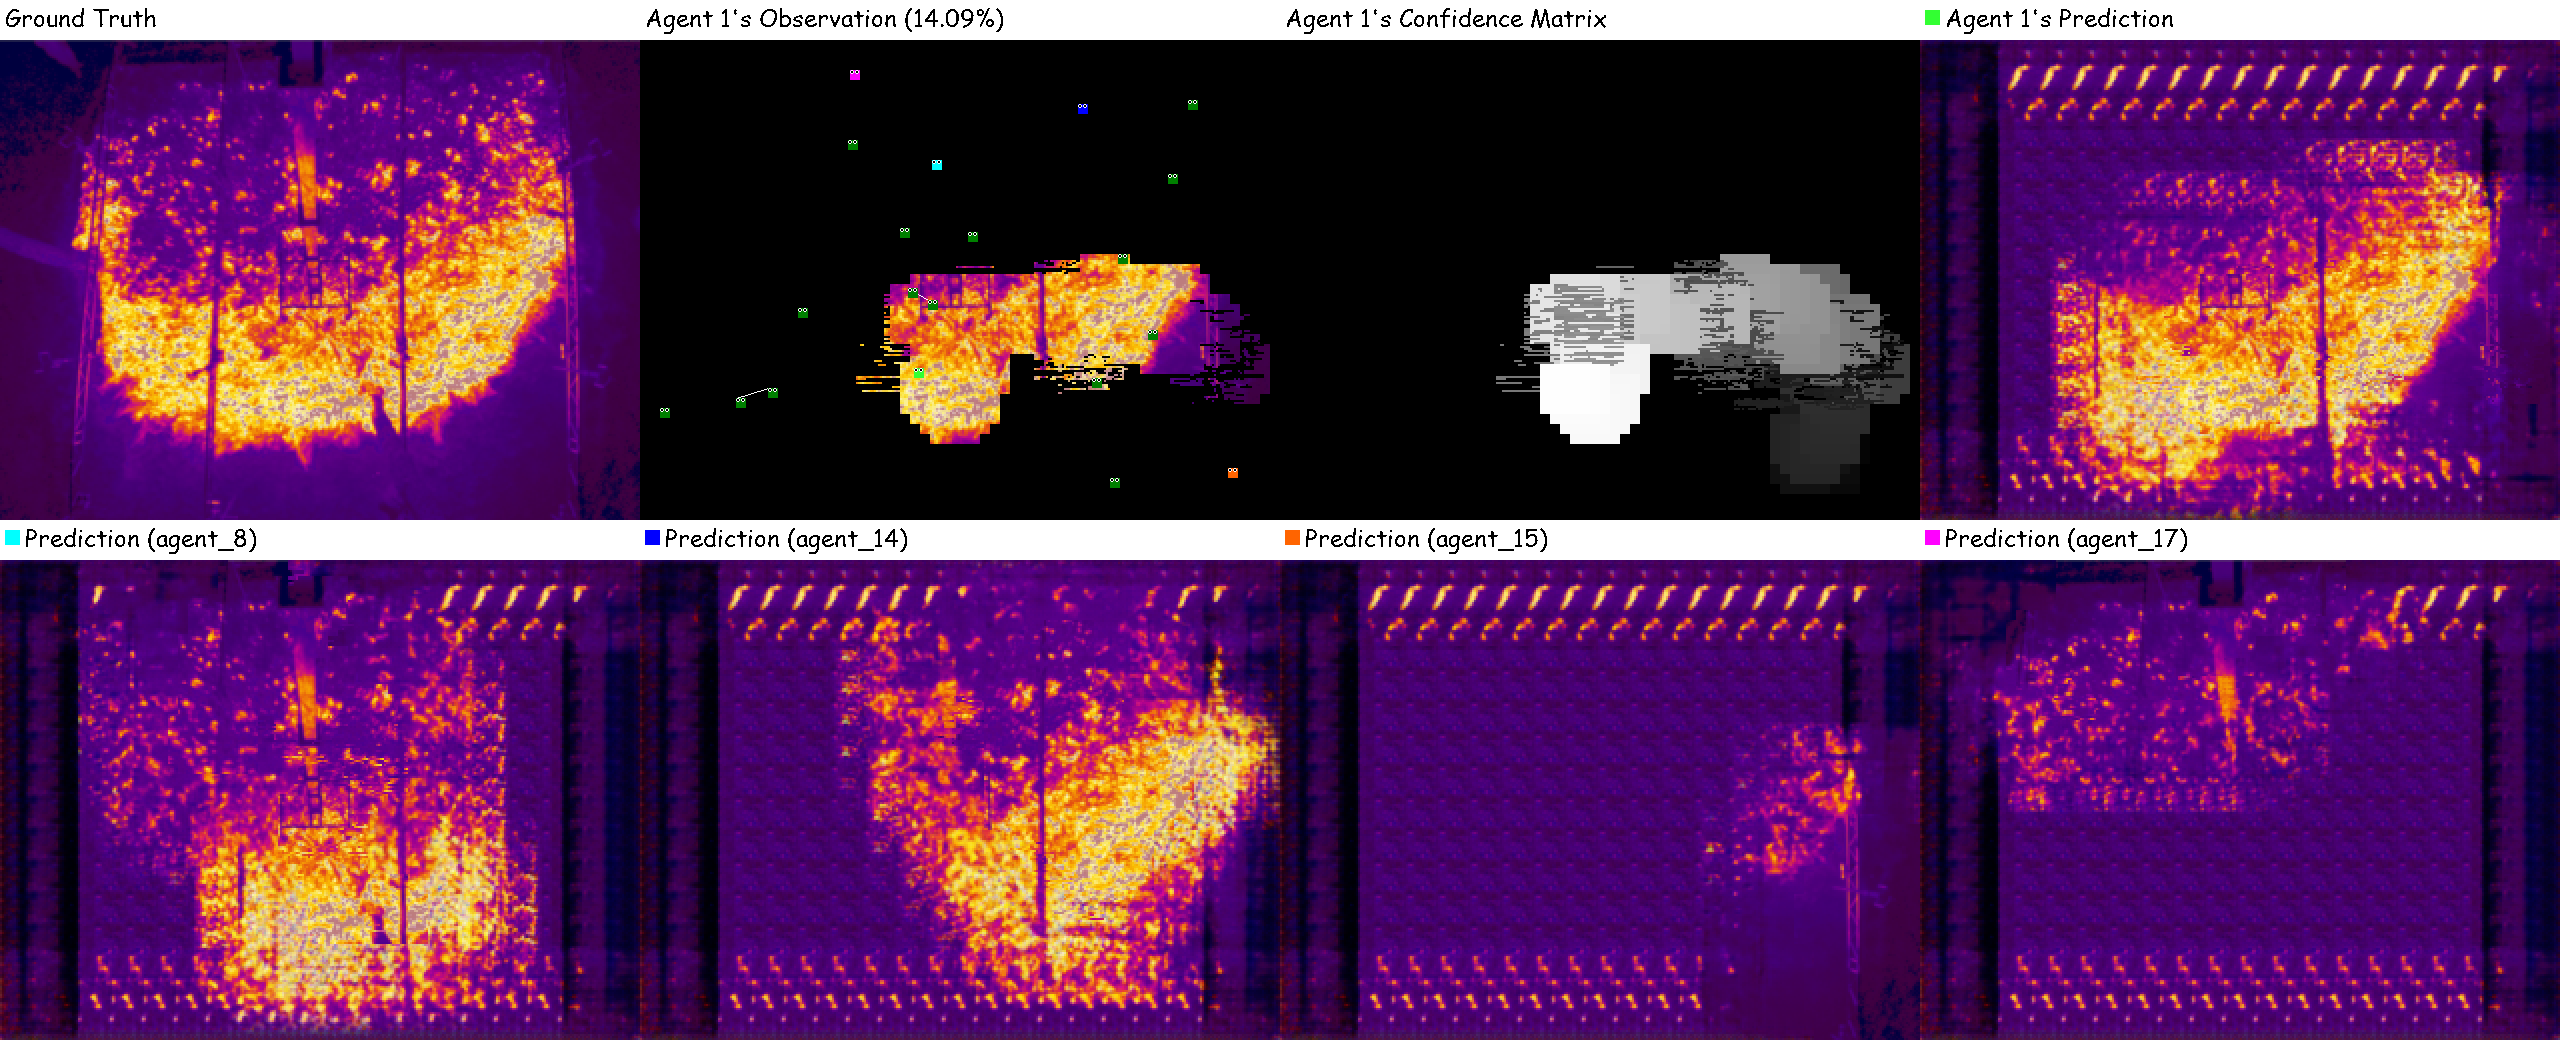 Ground Truth
Agent 1's Observation (14.09%)
Agent 1's Confidence Matrix
Agent 1's Prediction
Prediction (agent_8)
Prediction (agent_14)
Prediction (agent_15)
Prediction (agent_17)